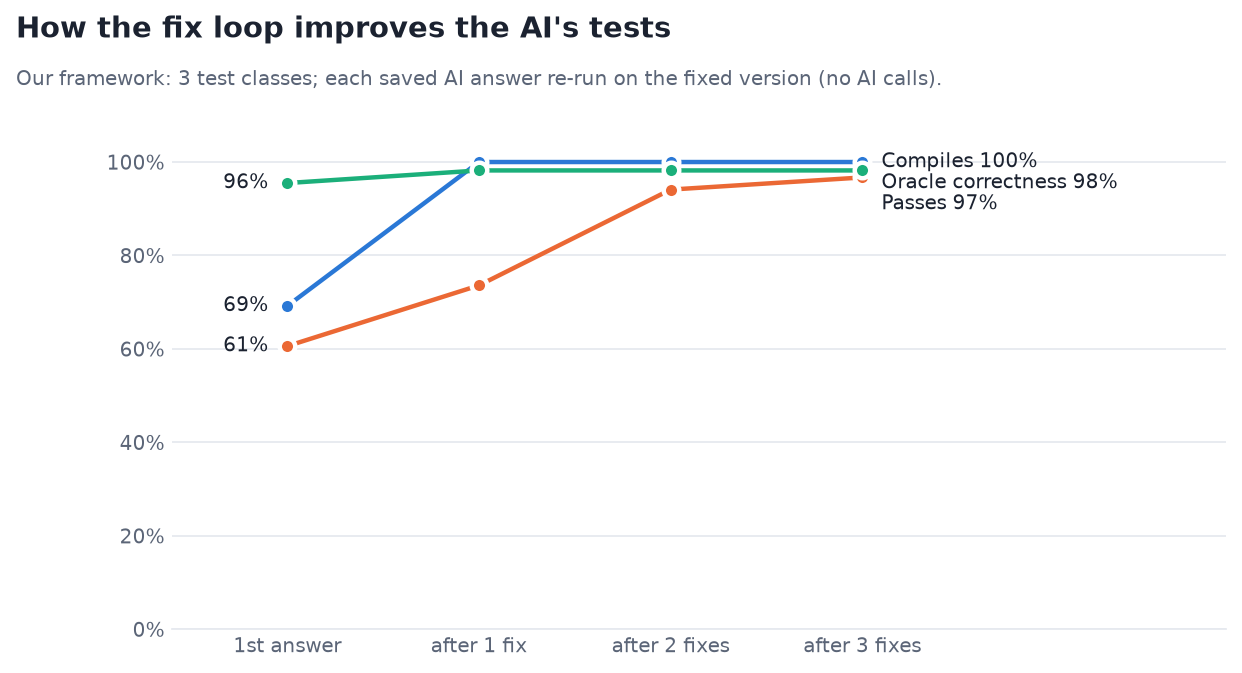 How the fix loop improves the AI's tests
Our framework: 3 test classes; each saved AI answer re-run on the fixed version (no AI calls).
100%
80%
60%
40%
20%
0%
96%
69%
61%
Compiles 100%
Oracle correctness 98%
Passes 97%
1st answer
after 1 fix
after 2 fixes
after 3 fixes